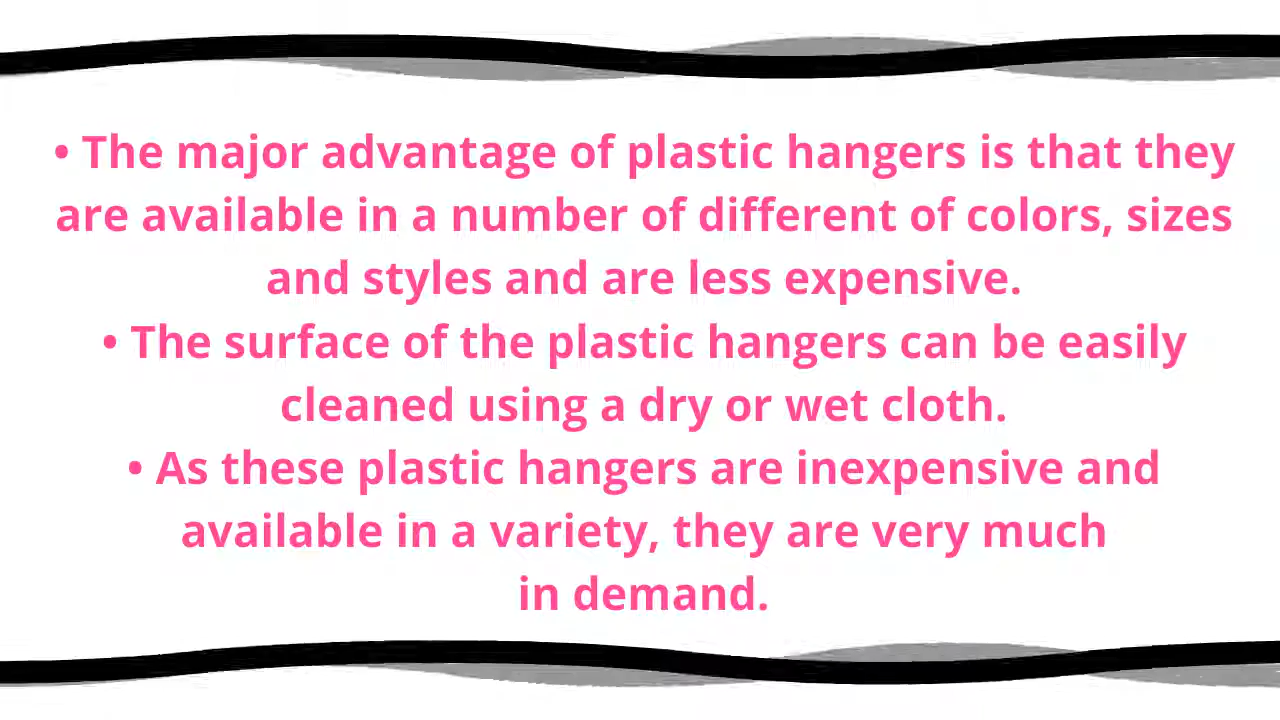 • The major advantage of plastic hangers is that they
are available in a number of different of colors, sizes
and styles and are less expensive.
• The surface of the plastic hangers can be easily
cleaned using a dry or wet cloth.
• As these plastic hangers are inexpensive and
available in a variety, they are very much
in demand.